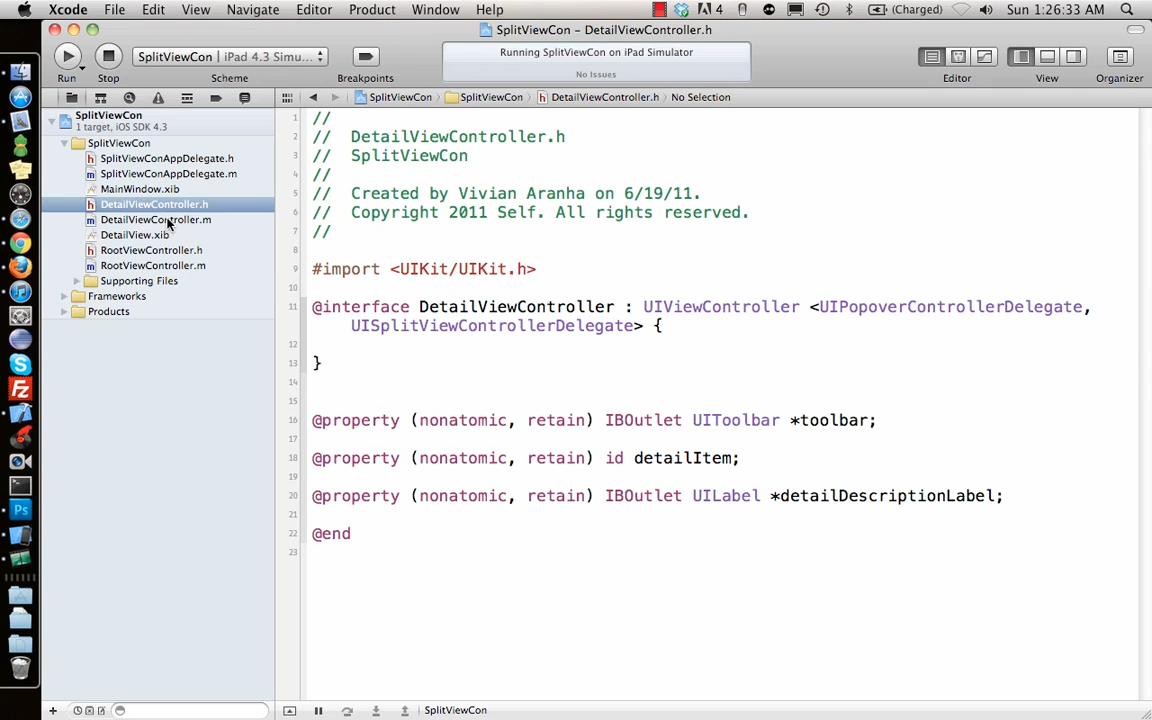 Xcode File Edit View Navigate Editor Product Window Help 4 (Charged) Sun 1:26:33 AM
SplitViewCon – DetailViewController.h
Run Stop SplitViewCon | iPad 4.3 Simu... Scheme Breakpoints Running SplitViewCon on iPad Simulator No Issues Editor View Organizer
SplitViewCon SplitViewCon DetailViewController.h No Selection
SplitViewCon
1 target, iOS SDK 4.3
SplitViewCon
SplitViewConAppDelegate.h
SplitViewConAppDelegate.m
MainWindow.xib
DetailViewController.h
DetailViewController.m
DetailView.xib
RootViewController.h
RootViewController.m
Supporting Files
Frameworks
Products
1 //
2 // DetailViewController.h
3 // SplitViewCon
4 //
5 // Created by Vivian Aranha on 6/19/11.
6 // Copyright 2011 Self. All rights reserved.
7 //
8
9 #import <UIKit/UIKit.h>
10
11 @interface DetailViewController : UIViewController <UIPopoverControllerDelegate,
UISplitViewControllerDelegate> {
12
13 }
14
15
16 @property (nonatomic, retain) IBOutlet UIToolbar *toolbar;
17
18 @property (nonatomic, retain) id detailItem;
19
20 @property (nonatomic, retain) IBOutlet UILabel *detailDescriptionLabel;
21
22 @end
23
SplitViewCon